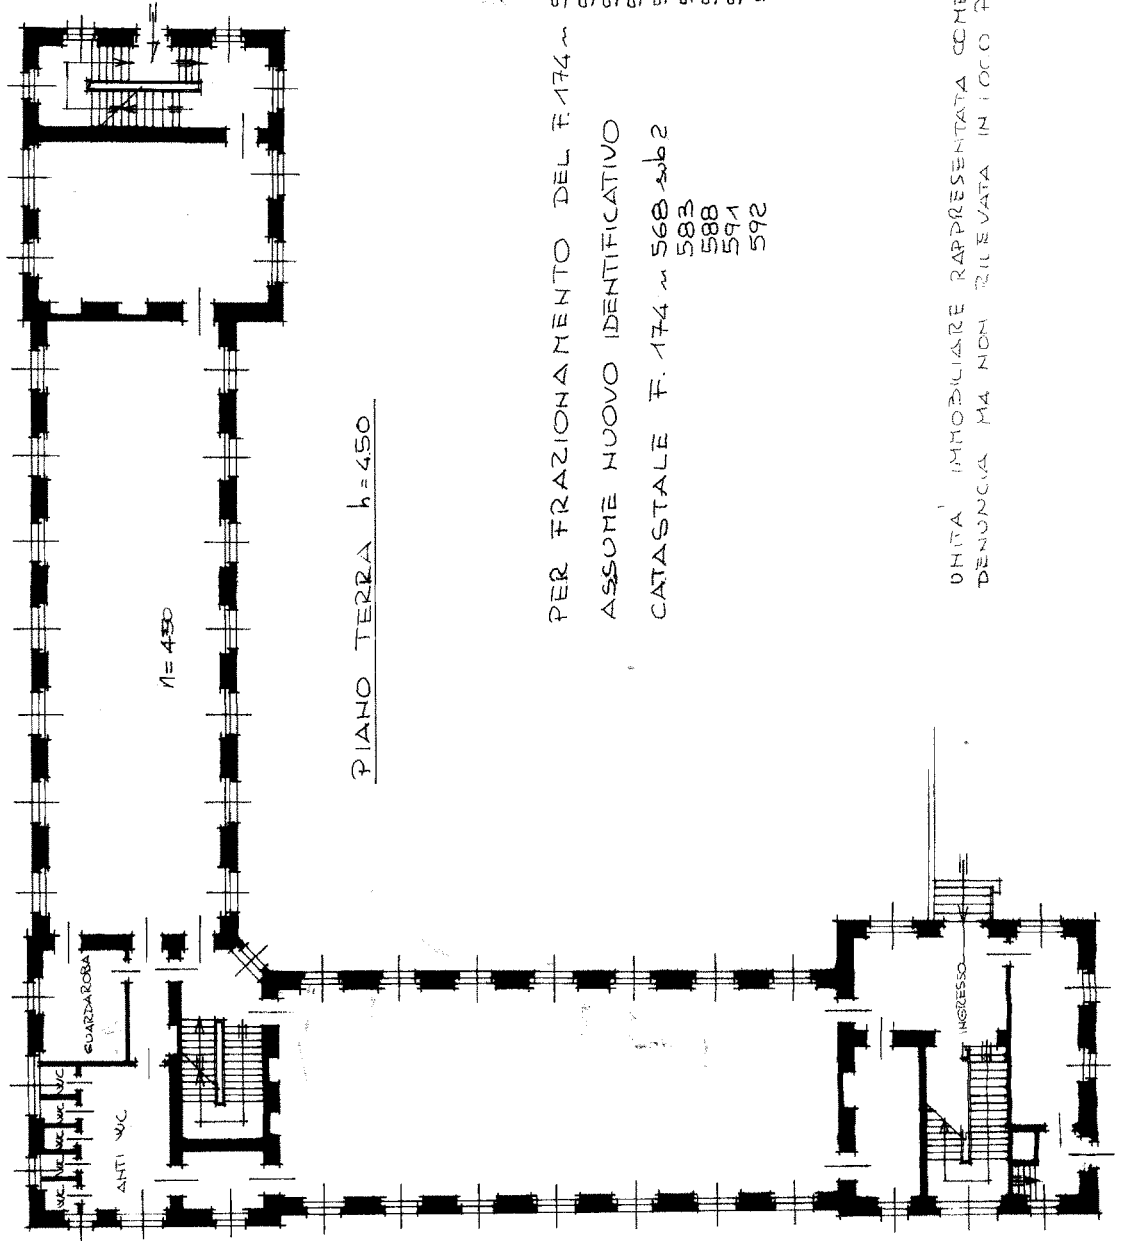 PIANO TERRA h=450
h=450
PER FRAZIONAMENTO DEL F. 174 n
ASSUME NUOVO IDENTIFICATIVO
CATASTALE F. 174 n 568 sub 2
583
588
591
592
UNITA' IMMOBILIARE RAPPRESENTATA COME
DENUNCIA MA NON RILEVATA IN LOCO
GUARDAROBA
WC
WC
WC
WC
WC
ANTI WC
INGRESSO